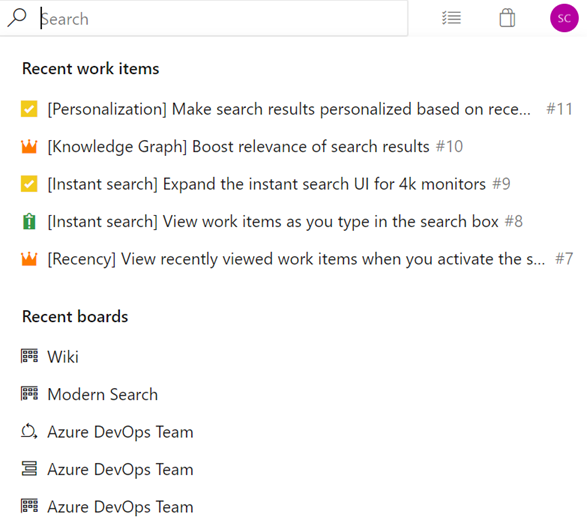 Search
SC
Recent work items
[Personalization] Make search results personalized based on rece... #11
[Knowledge Graph] Boost relevance of search results #10
[Instant search] Expand the instant search UI for 4k monitors #9
[Instant search] View work items as you type in the search box #8
[Recency] View recently viewed work items when you activate the s... #7
Recent boards
Wiki
Modern Search
Azure DevOps Team
Azure DevOps Team
Azure DevOps Team